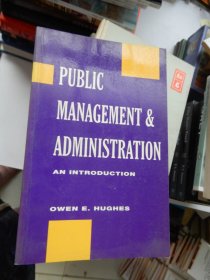 PUBLIC
MANAGEMENT &
ADMINISTRATION
AN INTRODUCTION
OWEN E. HUGHES